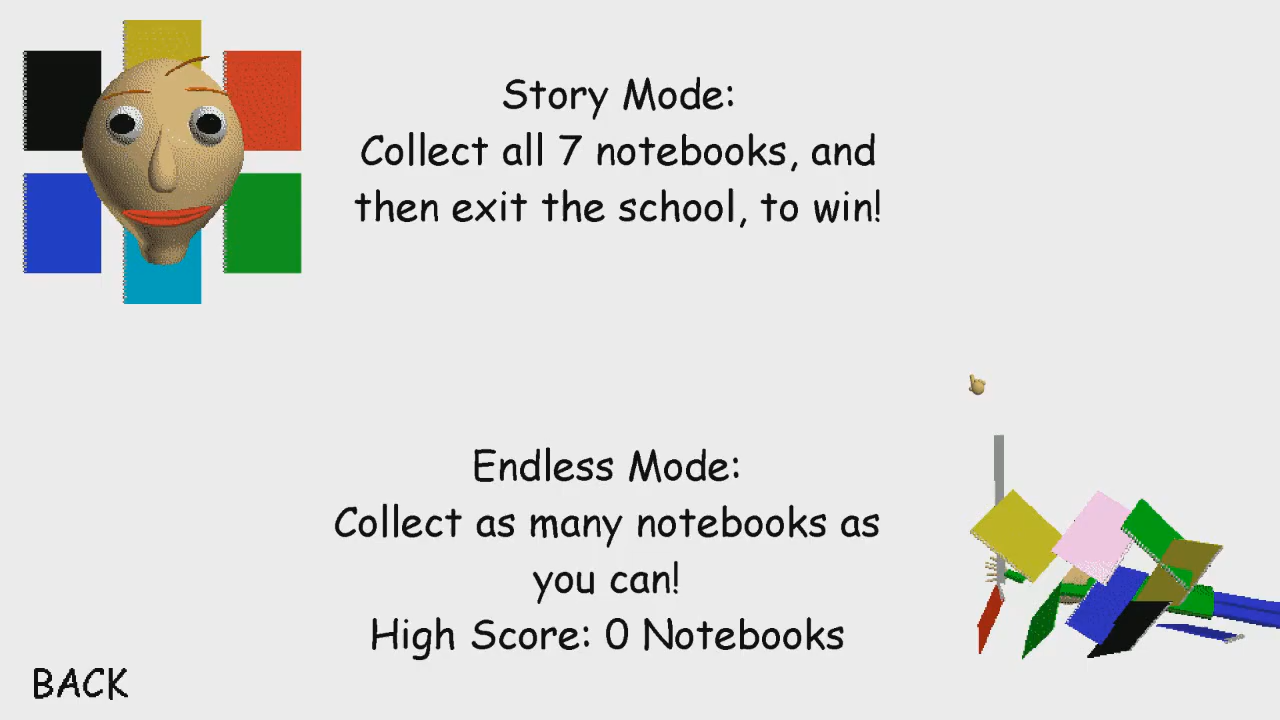 Story Mode:
Collect all 7 notebooks, and
then exit the school, to win!
Endless Mode:
Collect as many notebooks as
you can!
High Score: 0 Notebooks
BACK